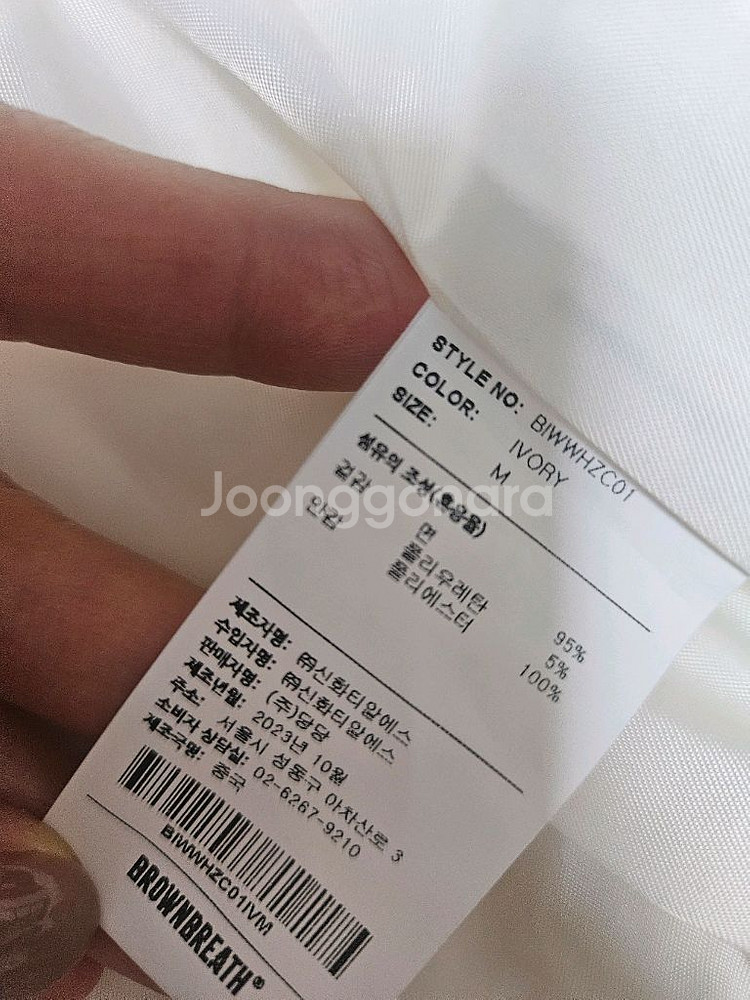 STYLE NO: BIWWHZC01
COLOR: IVORY
SIZE: M
섬유의 조성(혼용율)
겉감 면 95%
폴리우레탄 5%
안감 폴리에스터 100%
제조자명: ㈜신화티알에스
수입자명: ㈜신화티알에스
판매자명: (주)당당
제조년월: 2023년 10월
주소: 서울시 성동구 아차산로 3
소비자 상담실: 02-6267-9210
제조국명: 중국
BIWWHZC01IVM
BROWNBREATH®
Joonggonara